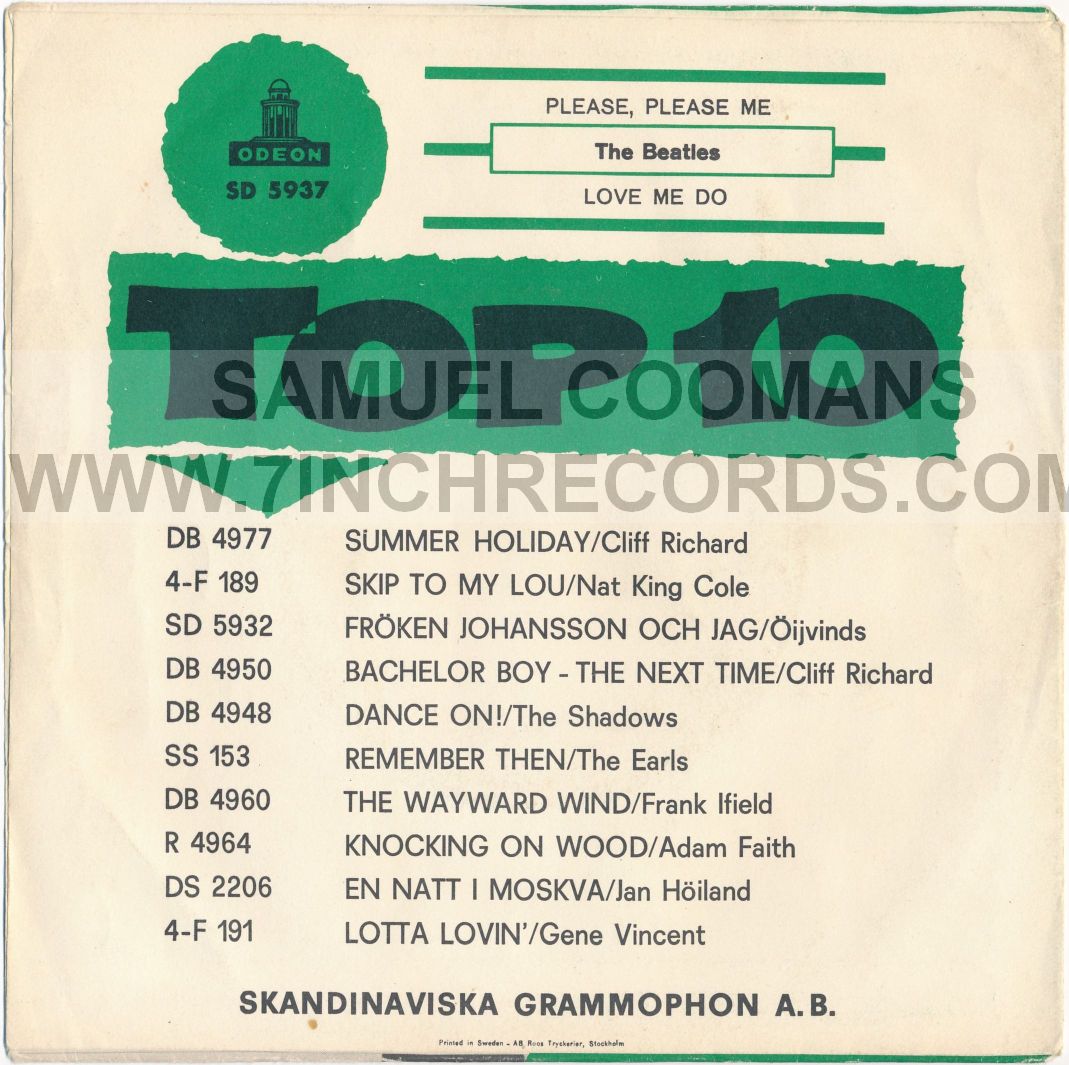 PLEASE, PLEASE ME
The Beatles
LOVE ME DO
ODEON
SD 5937
TOP 10
SAMUEL COOMANS
WWW.7INCHRECORDS.COM
DB 4977 SUMMER HOLIDAY/Cliff Richard
4-F 189 SKIP TO MY LOU/Nat King Cole
SD 5932 FRÖKEN JOHANSSON OCH JAG/Öijvinds
DB 4950 BACHELOR BOY - THE NEXT TIME/Cliff Richard
DB 4948 DANCE ON!/The Shadows
SS 153 REMEMBER THEN/The Earls
DB 4960 THE WAYWARD WIND/Frank Ifield
R 4964 KNOCKING ON WOOD/Adam Faith
DS 2206 EN NATT I MOSKVA/Jan Höiland
4-F 191 LOTTA LOVIN'/Gene Vincent
SKANDINAVISKA GRAMMOPHON A.B.
Printed in Sweden - AB Roos Tryckerier, Stockholm